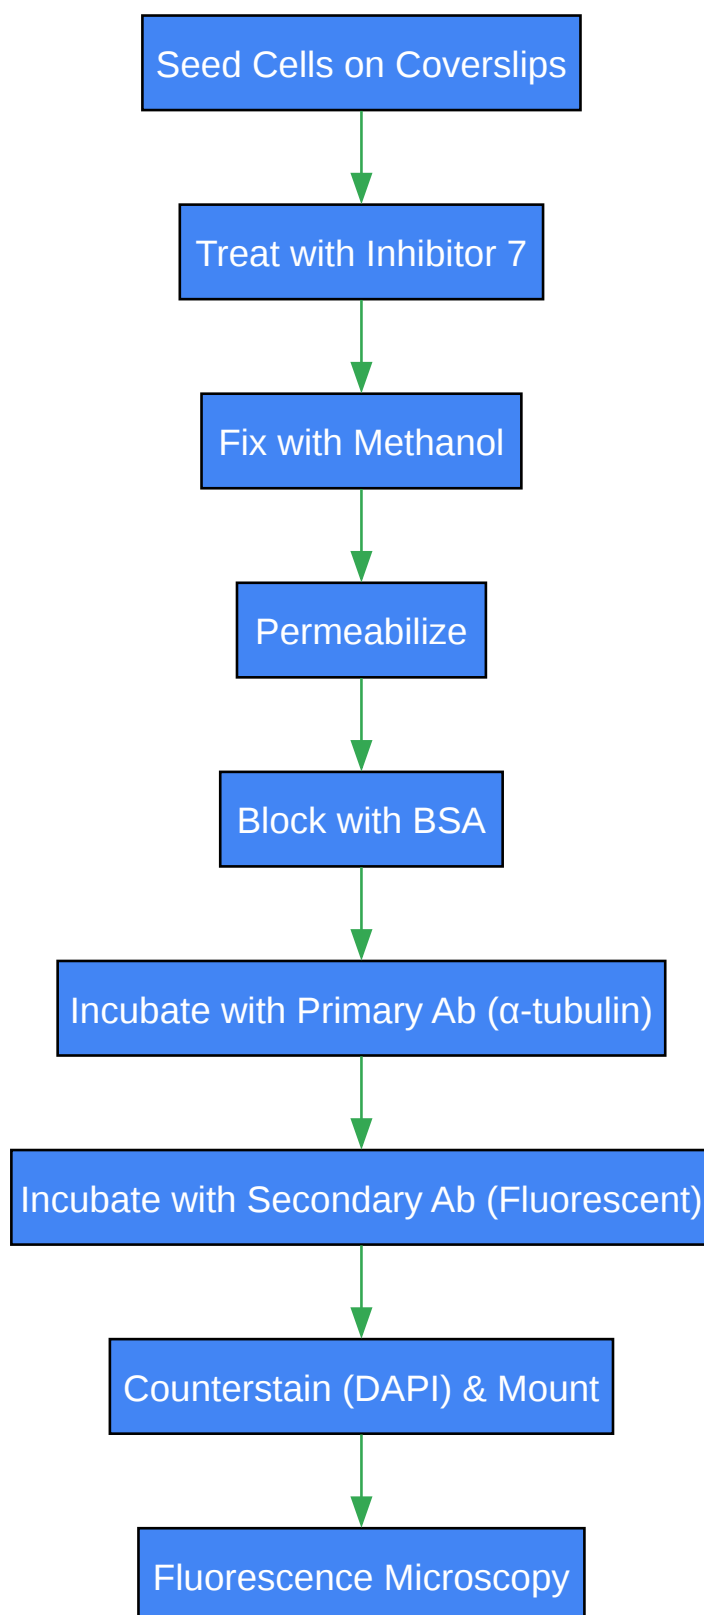 Seed Cells on Coverslips
Treat with Inhibitor 7
Fix with Methanol
Permeabilize
Block with BSA
Incubate with Primary Ab (α-tubulin)
Incubate with Secondary Ab (Fluorescent)
Counterstain (DAPI) & Mount
Fluorescence Microscopy